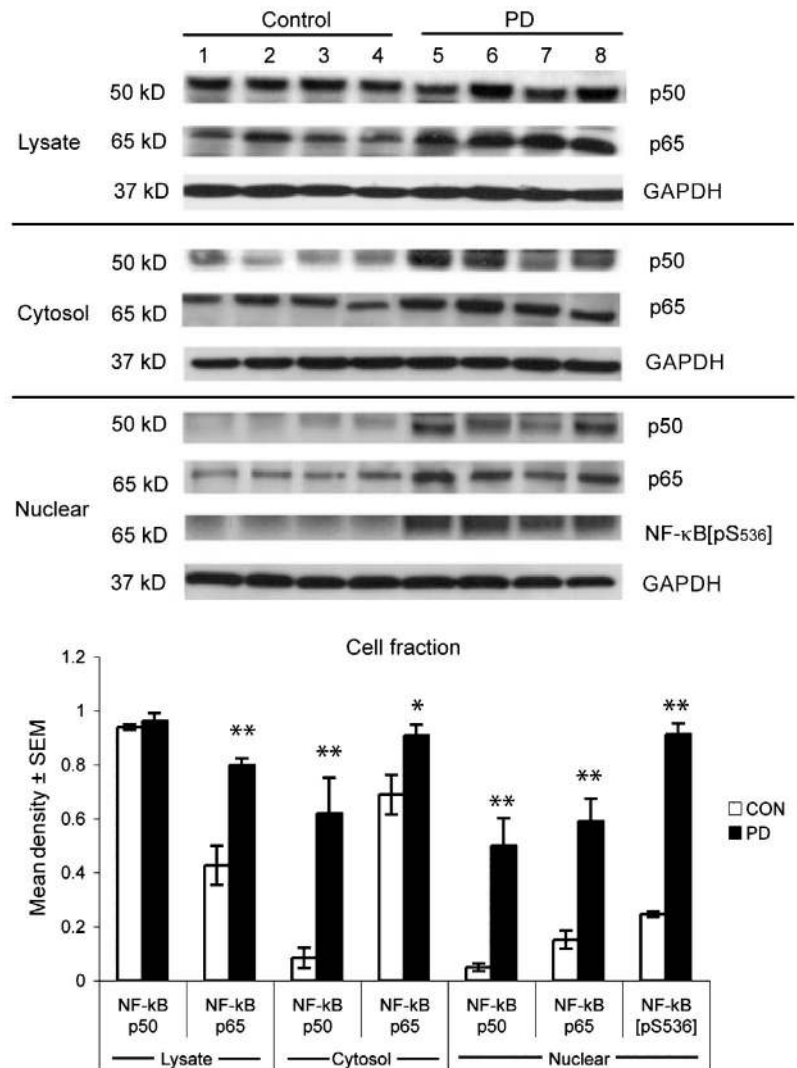 Control PD
1 2 3 4 5 6 7 8
50 kD p50
Lysate 65 kD p65
37 kD GAPDH
50 kD p50
Cytosol 65 kD p65
37 kD GAPDH
50 kD p50
65 kD p65
Nuclear
65 kD NF-κB[pS536]
37 kD GAPDH
Cell fraction
Mean density ± SEM
1.2
1
0.8
0.6
0.4
0.2
0
** ** * ** ** **
CON
PD
NF-kB NF-kB NF-kB NF-kB NF-kB NF-kB NF-kB
p50 p65 p50 p65 p50 p65 [pS536]
Lysate Cytosol Nuclear